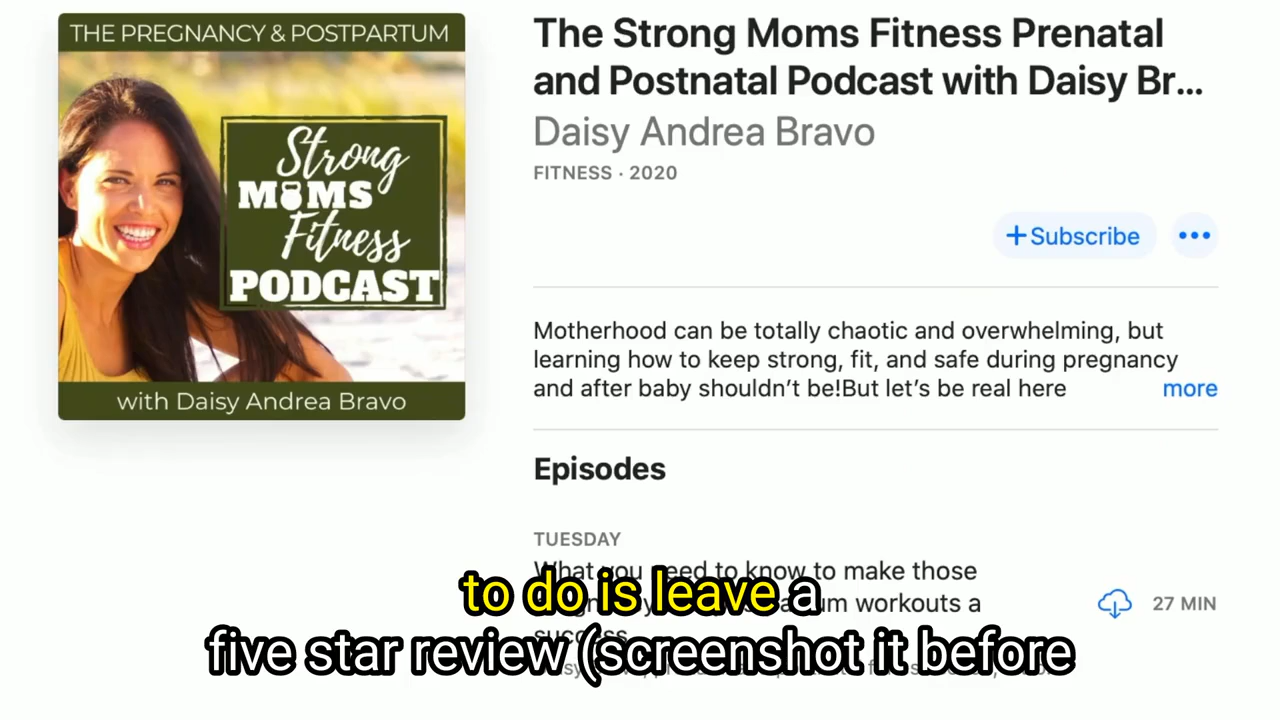 THE PREGNANCY & POSTPARTUM
Strong
MOMS
Fitness
PODCAST
with Daisy Andrea Bravo
The Strong Moms Fitness Prenatal
and Postnatal Podcast with Daisy Br...
Daisy Andrea Bravo
FITNESS · 2020
+Subscribe
Motherhood can be totally chaotic and overwhelming, but
learning how to keep strong, fit, and safe during pregnancy
and after baby shouldn't be!But let's be real here more
Episodes
TUESDAY
What you need to know to make those
workouts a
27 MIN
to do is leave a
five star review (screenshot it before